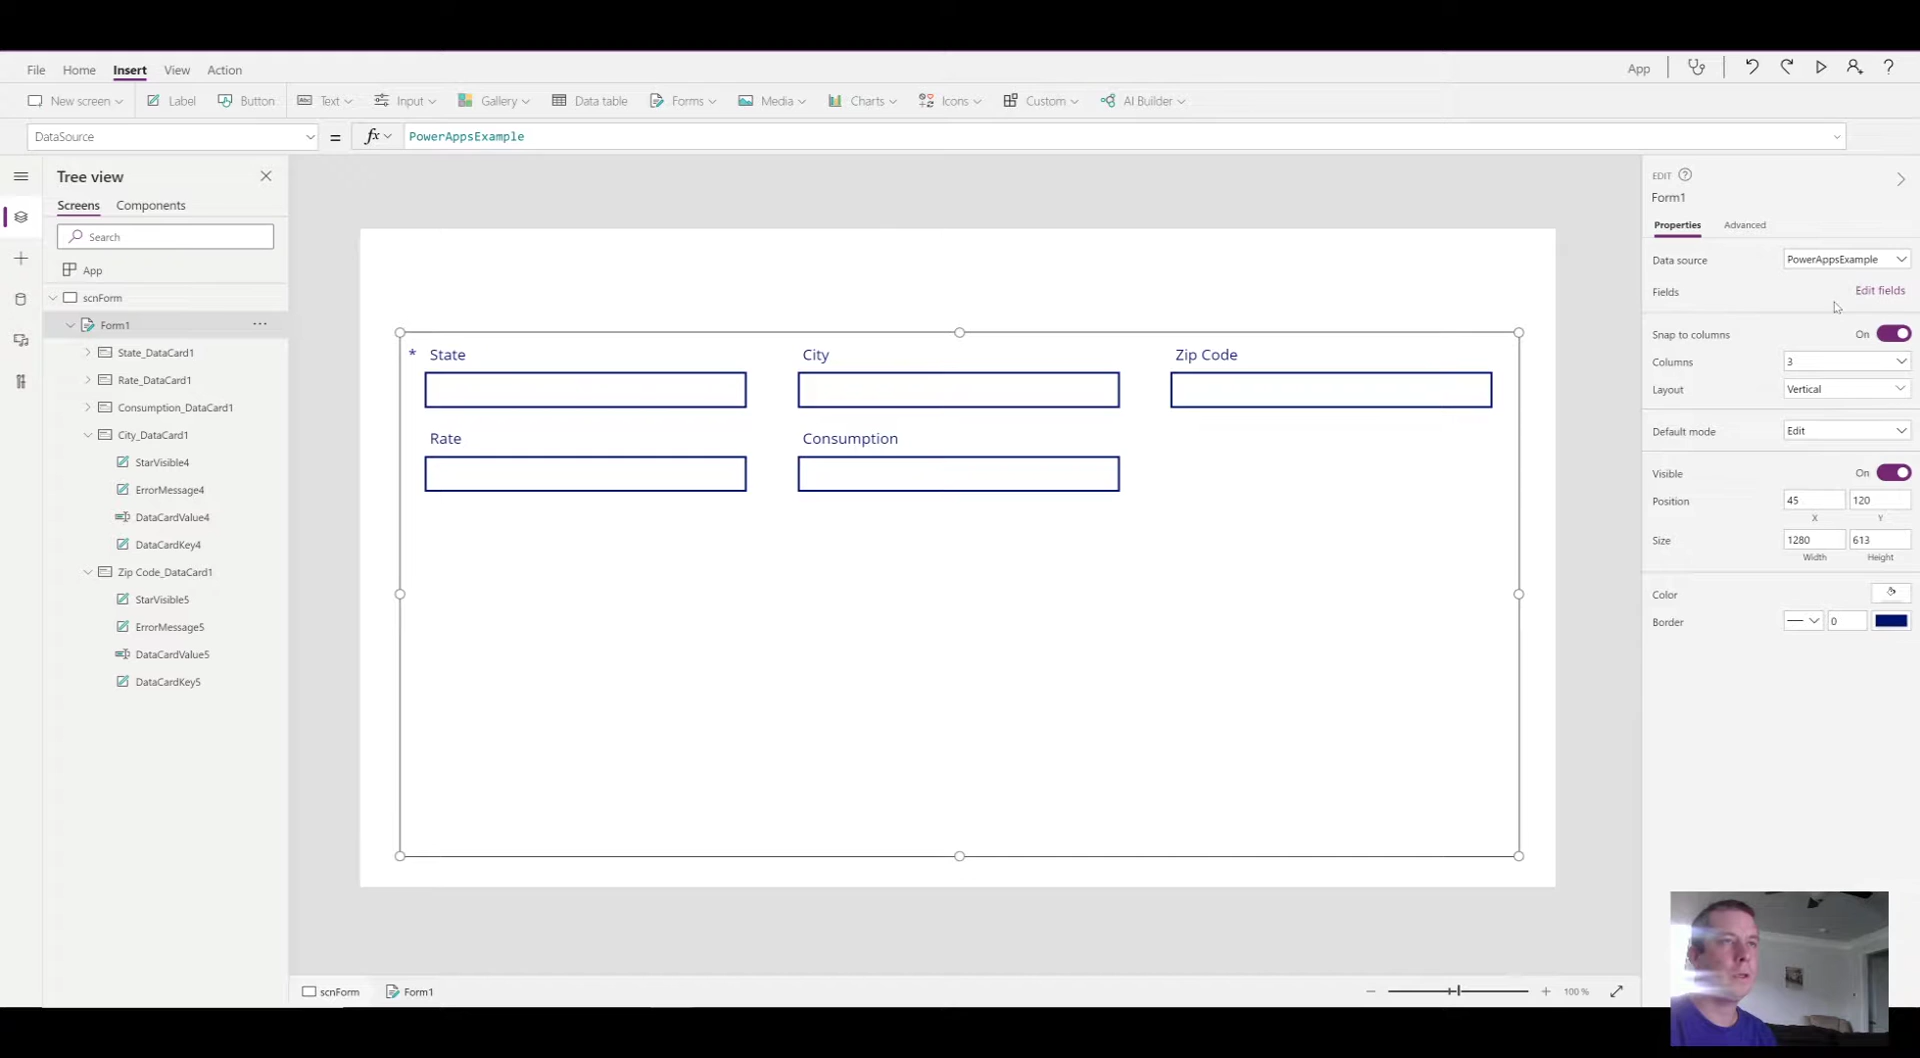 File Home Insert View Action App
New screen Label Button Text Input Gallery Data table Forms Media Charts Icons Custom AI Builder
DataSource = fx PowerAppsExample
Tree view
Screens Components
Search
App
scnForm
Form1 ...
State_DataCard1
Rate_DataCard1
Consumption_DataCard1
City_DataCard1
StarVisible4
ErrorMessage4
DataCardValue4
DataCardKey4
Zip Code_DataCard1
StarVisible5
ErrorMessage5
DataCardValue5
DataCardKey5
* State City Zip Code
Rate Consumption
scnForm Form1 100 %
EDIT
Form1
Properties Advanced
Data source PowerAppsExample
Fields Edit fields
Snap to columns On
Columns 3
Layout Vertical
Default mode Edit
Visible On
Position 45 120
X Y
Size 1280 613
Width Height
Color
Border 0